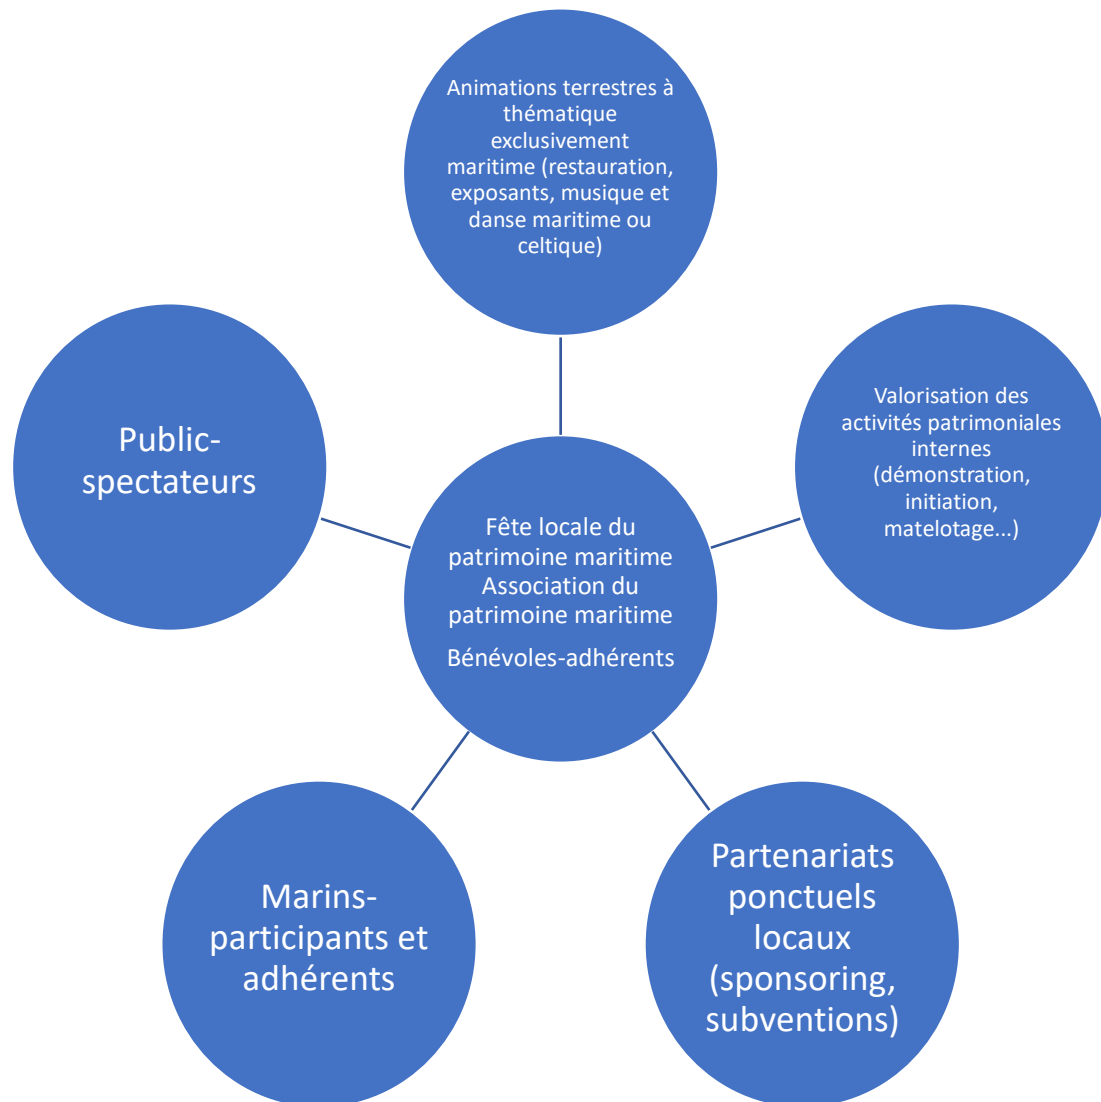 Animations terrestres à
thématique
exclusivement
maritime (restauration,
exposants, musique et
danse maritime ou
celtique)
Public-
spectateurs
Valorisation des
activités patrimoniales
internes
(démonstration,
initiation,
matelotage...)
Fête locale du
patrimoine maritime
Association du
patrimoine maritime
Bénévoles-adhérents
Marins-
participants et
adhérents
Partenariats
ponctuels
locaux
(sponsoring,
subventions)